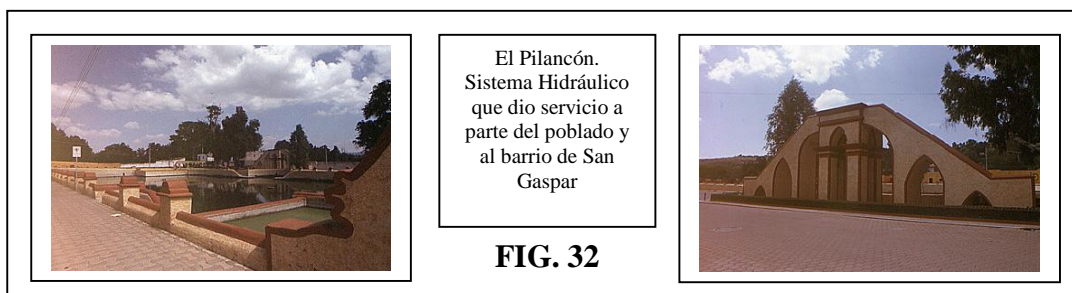 El Pilancón.
Sistema Hidráulico
que dio servicio a
parte del poblado y
al barrio de San
Gaspar
FIG. 32